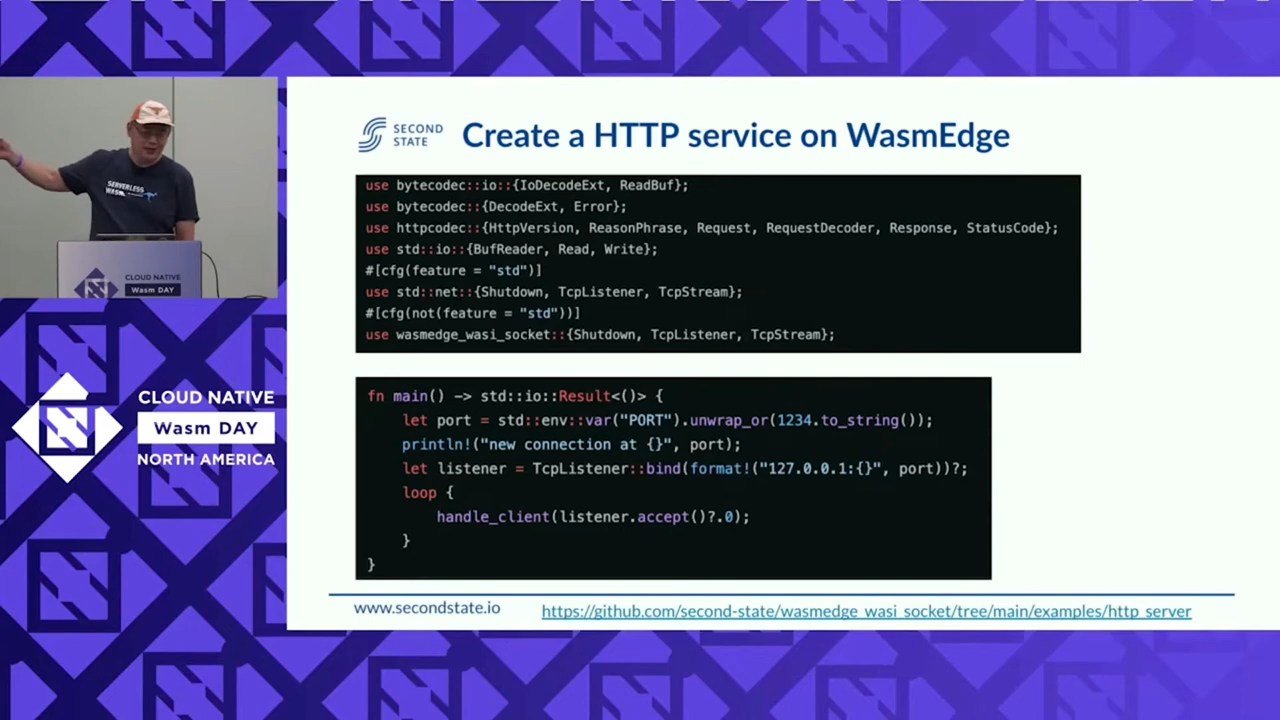 SERVERLESS
WASM
CLOUD NATIVE
Wasm DAY
CLOUD NATIVE
Wasm DAY
NORTH AMERICA
SECOND
STATE
Create a HTTP service on WasmEdge
use bytecodec::io::{IoDecodeExt, ReadBuf};
use bytecodec::{DecodeExt, Error};
use httpcodec::{HttpVersion, ReasonPhrase, Request, RequestDecoder, Response, StatusCode};
use std::io::{BufReader, Read, Write};
#[cfg(feature = "std")]
use std::net::{Shutdown, TcpListener, TcpStream};
#[cfg(not(feature = "std"))]
use wasmedge_wasi_socket::{Shutdown, TcpListener, TcpStream};
fn main() -> std::io::Result<()> {
    let port = std::env::var("PORT").unwrap_or(1234.to_string());
    println!("new connection at {}", port);
    let listener = TcpListener::bind(format!("127.0.0.1:{}", port))?;
    loop {
        handle_client(listener.accept()?.0);
    }
}
www.secondstate.io
https://github.com/second-state/wasmedge_wasi_socket/tree/main/examples/http_server